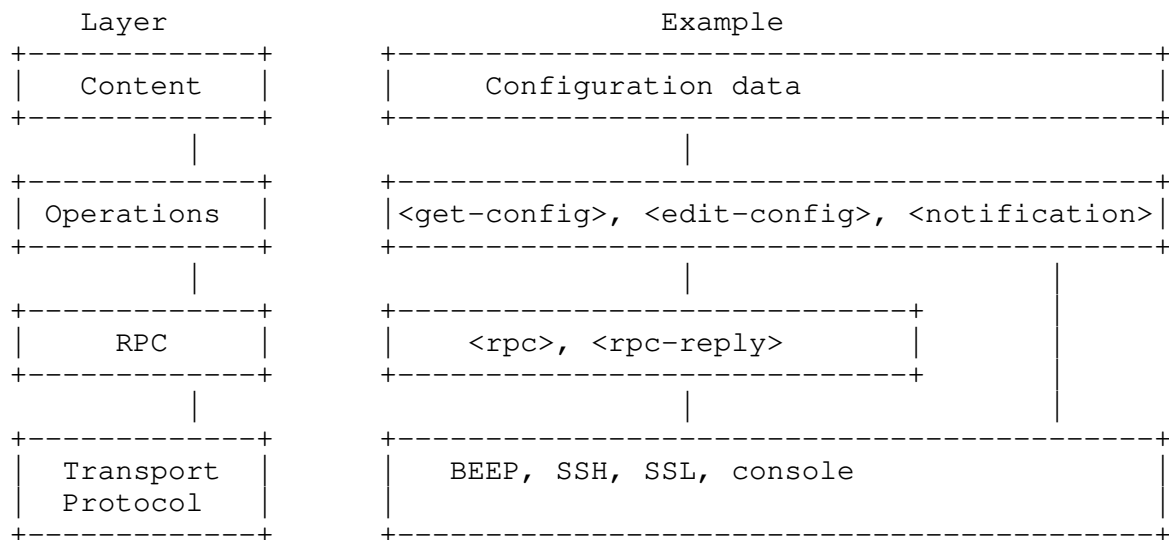 Layer Example
Content Configuration data
Operations <get-config>, <edit-config>, <notification>
RPC <rpc>, <rpc-reply>
Transport BEEP, SSH, SSL, console
Protocol